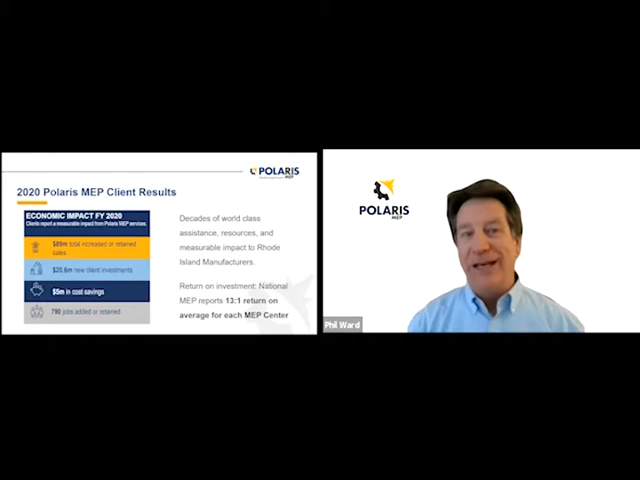 POLARIS
MEP
2020 Polaris MEP Client Results
ECONOMIC IMPACT FY 2020
Clients report a measurable impact from Polaris MEP services.
$89m total increased or retained
sales
$20.6m new client investments
$5m in cost savings
790 jobs added or retained
Decades of world class
assistance, resources, and
measurable impact to Rhode
Island Manufacturers.
Return on investment: National
MEP reports 13:1 return on
average for each MEP Center
POLARIS
MEP
Phil Ward